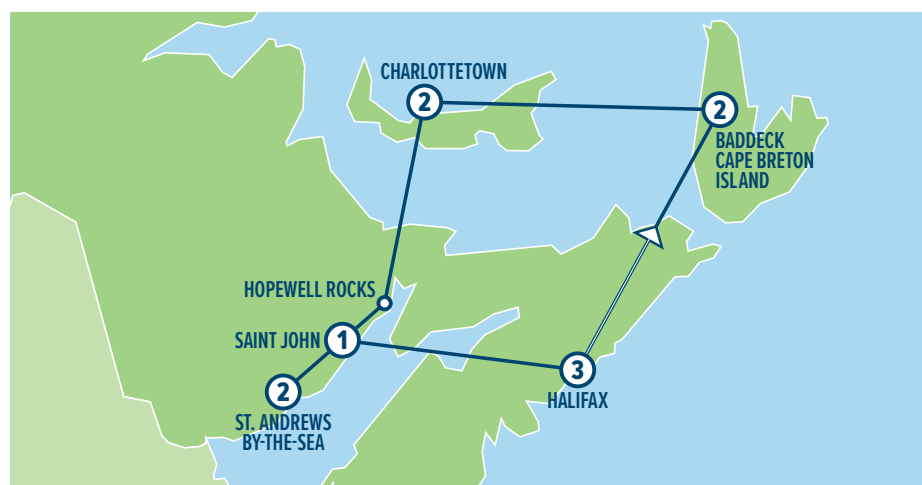 CHARLOTTETOWN
2
2
BADDECK
CAPE BRETON
ISLAND
HOPEWELL ROCKS
SAINT JOHN
1
3
HALIFAX
2
ST. ANDREWS
BY-THE-SEA